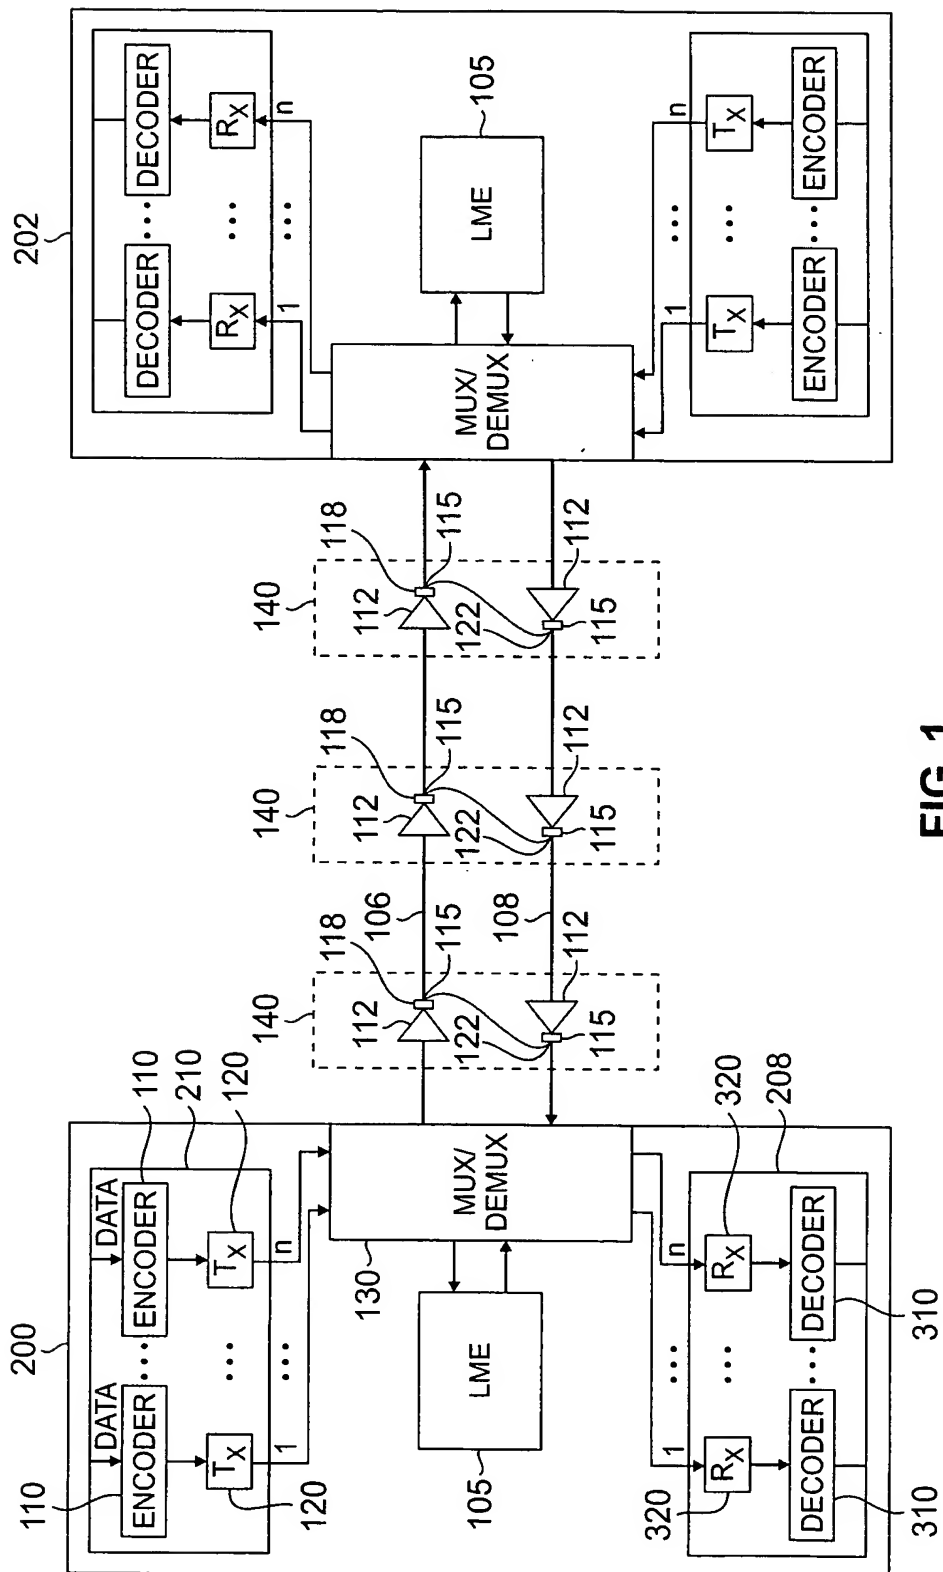 200
110
DATA
ENCODER
...
DATA
ENCODER
110
210
120
TX
...
TX
120
1
...
n
130
MUX/
DEMUX
LME
105
1
...
n
320
RX
...
RX
320
208
DECODER
...
DECODER
310
310
140
118
115
112
122
112
115
106
108
140
118
115
112
122
112
115
140
118
115
112
122
112
115
202
DECODER
...
DECODER
RX
...
RX
1
...
n
MUX/
DEMUX
LME
105
1
...
n
TX
...
TX
ENCODER
...
ENCODER
FIG. 1